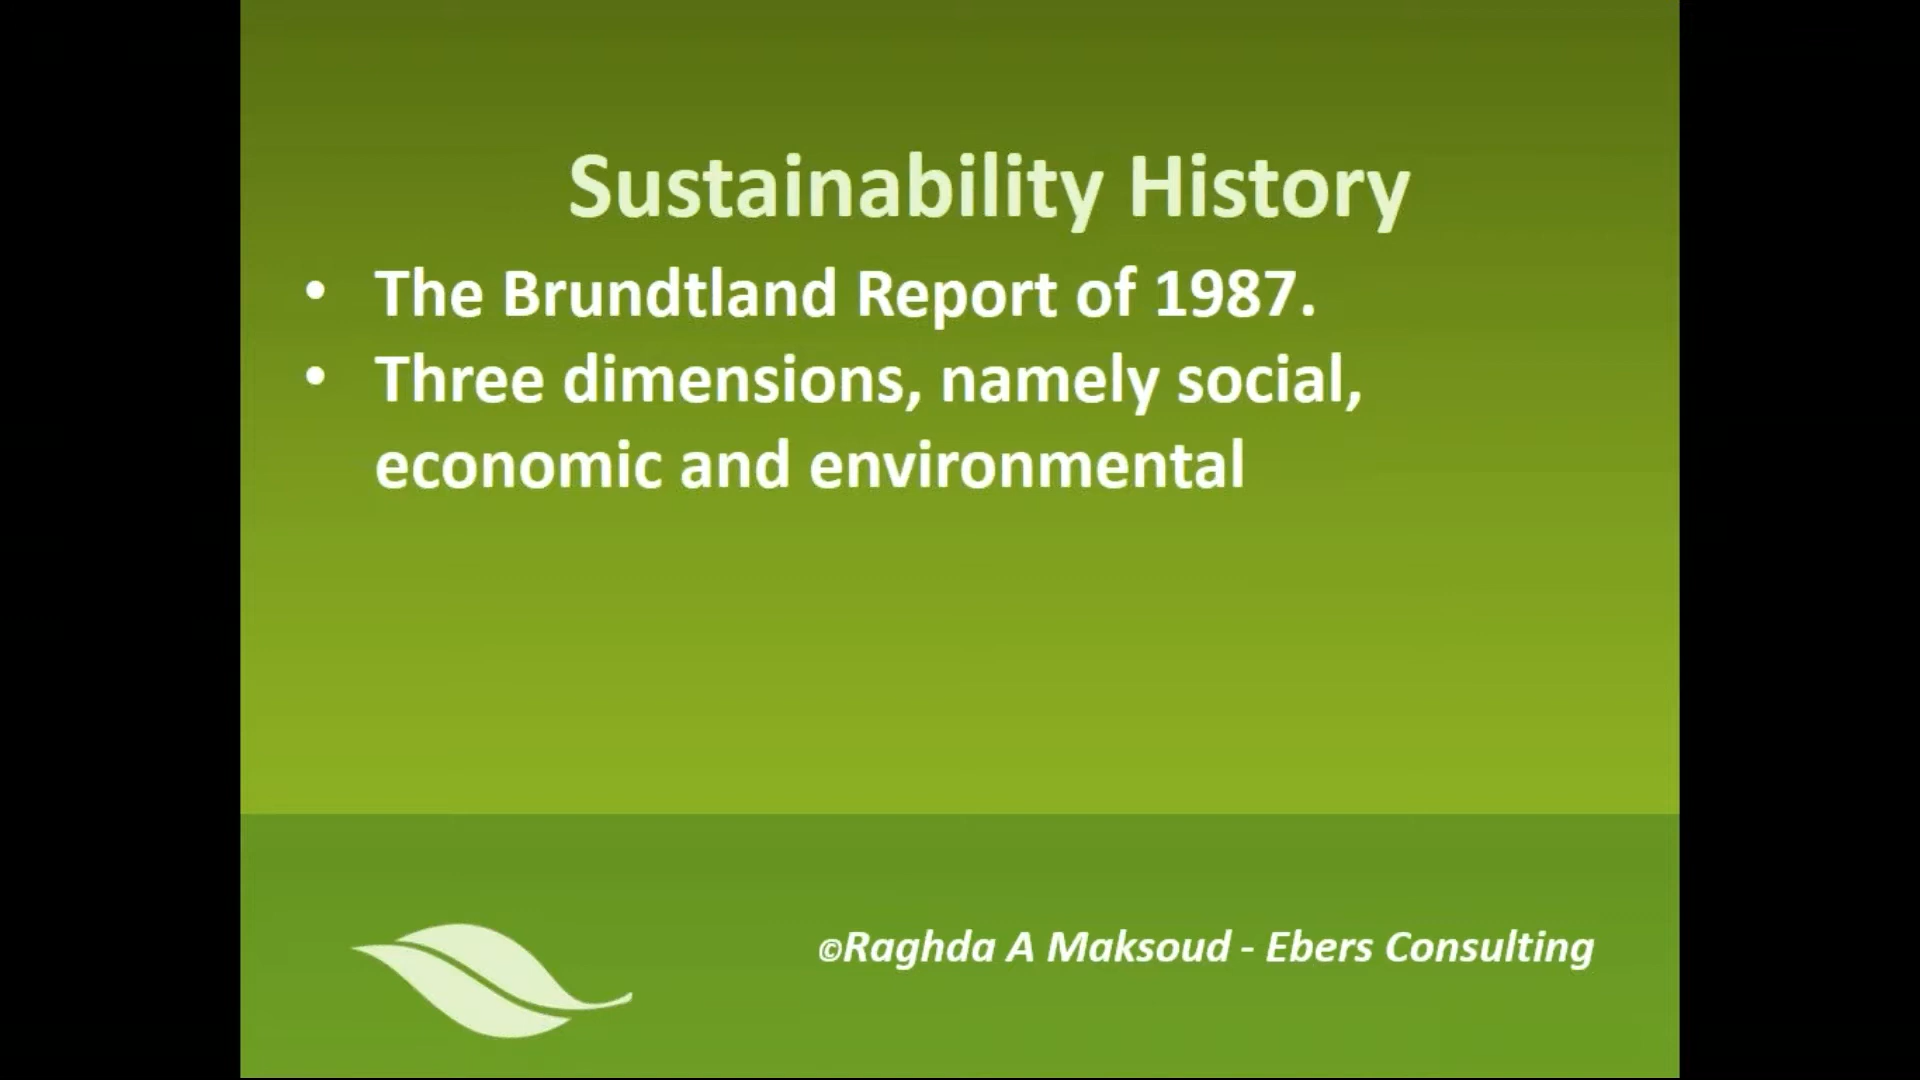 Sustainability History
• The Brundtland Report of 1987.
• Three dimensions, namely social,
economic and environmental
©Raghda A Maksoud - Ebers Consulting